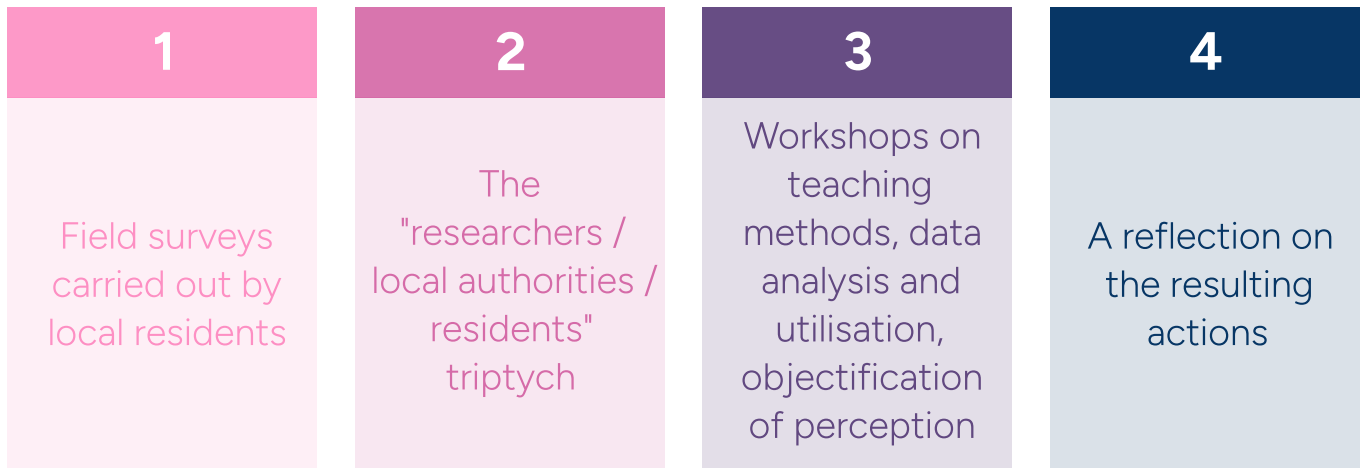 1
Field surveys
carried out by
local residents
2
The
"researchers /
local authorities /
residents"
triptych
3
Workshops on
teaching
methods, data
analysis and
utilisation,
objectification
of perception
4
A reflection on
the resulting
actions